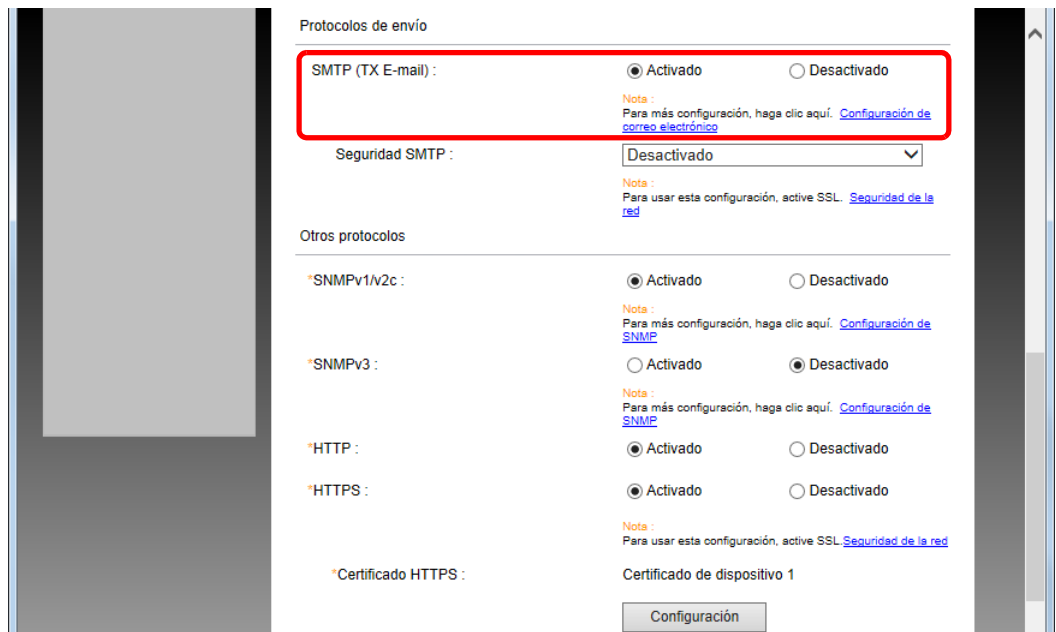 Protocolos de envío
SMTP (TX E-mail) : Activado Desactivado
Nota :
Para más configuración, haga clic aquí. Configuración de
correo electrónico
Seguridad SMTP : Desactivado
Nota :
Para usar esta configuración, active SSL. Seguridad de la
red
Otros protocolos
*SNMPv1/v2c : Activado Desactivado
Nota :
Para más configuración, haga clic aquí. Configuración de
SNMP
*SNMPv3 : Activado Desactivado
Nota :
Para más configuración, haga clic aquí. Configuración de
SNMP
*HTTP : Activado Desactivado
*HTTPS : Activado Desactivado
Nota :
Para usar esta configuración, active SSL.Seguridad de la red
*Certificado HTTPS : Certificado de dispositivo 1
Configuración